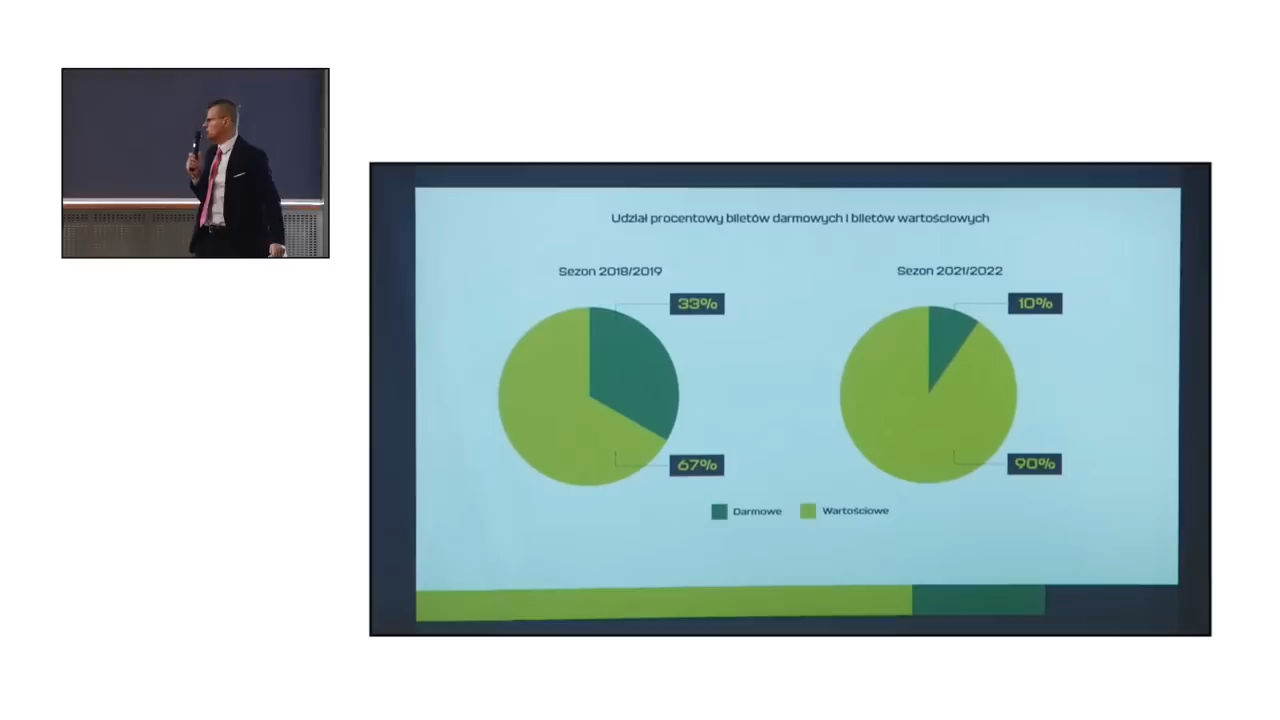 Udział procentowy biletów darmowych i biletów wartościowych
Sezon 2018/2019
33%
67%
Sezon 2021/2022
10%
90%
Darmowe
Wartościowe